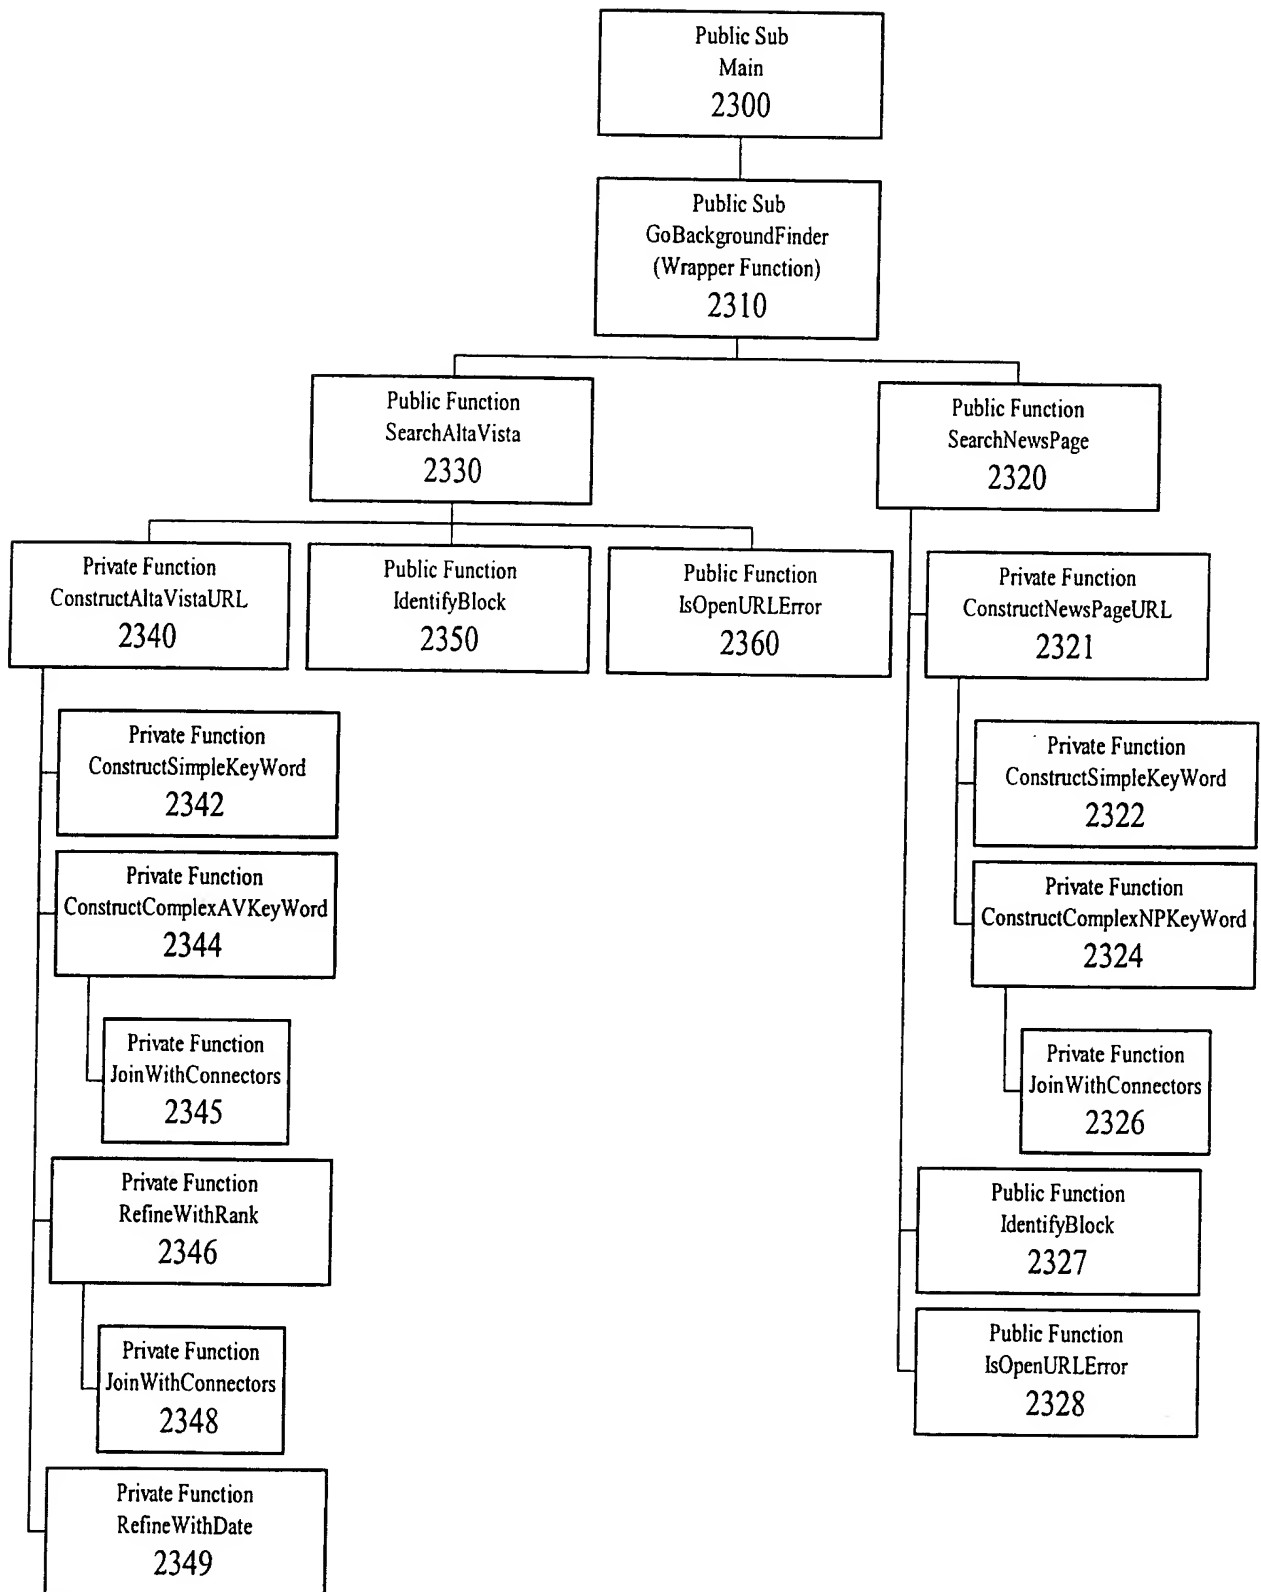 Public Sub
Main
2300
Public Sub
GoBackgroundFinder
(Wrapper Function)
2310
Public Function
SearchAltaVista
2330
Public Function
SearchNewsPage
2320
Private Function
ConstructAltaVistaURL
2340
Public Function
IdentifyBlock
2350
Public Function
IsOpenURLError
2360
Private Function
ConstructNewsPageURL
2321
Private Function
ConstructSimpleKeyWord
2342
Private Function
ConstructSimpleKeyWord
2322
Private Function
ConstructComplexAVKeyWord
2344
Private Function
ConstructComplexNPKeyWord
2324
Private Function
JoinWithConnectors
2345
Private Function
JoinWithConnectors
2326
Private Function
RefineWithRank
2346
Public Function
IdentifyBlock
2327
Private Function
JoinWithConnectors
2348
Public Function
IsOpenURLError
2328
Private Function
RefineWithDate
2349